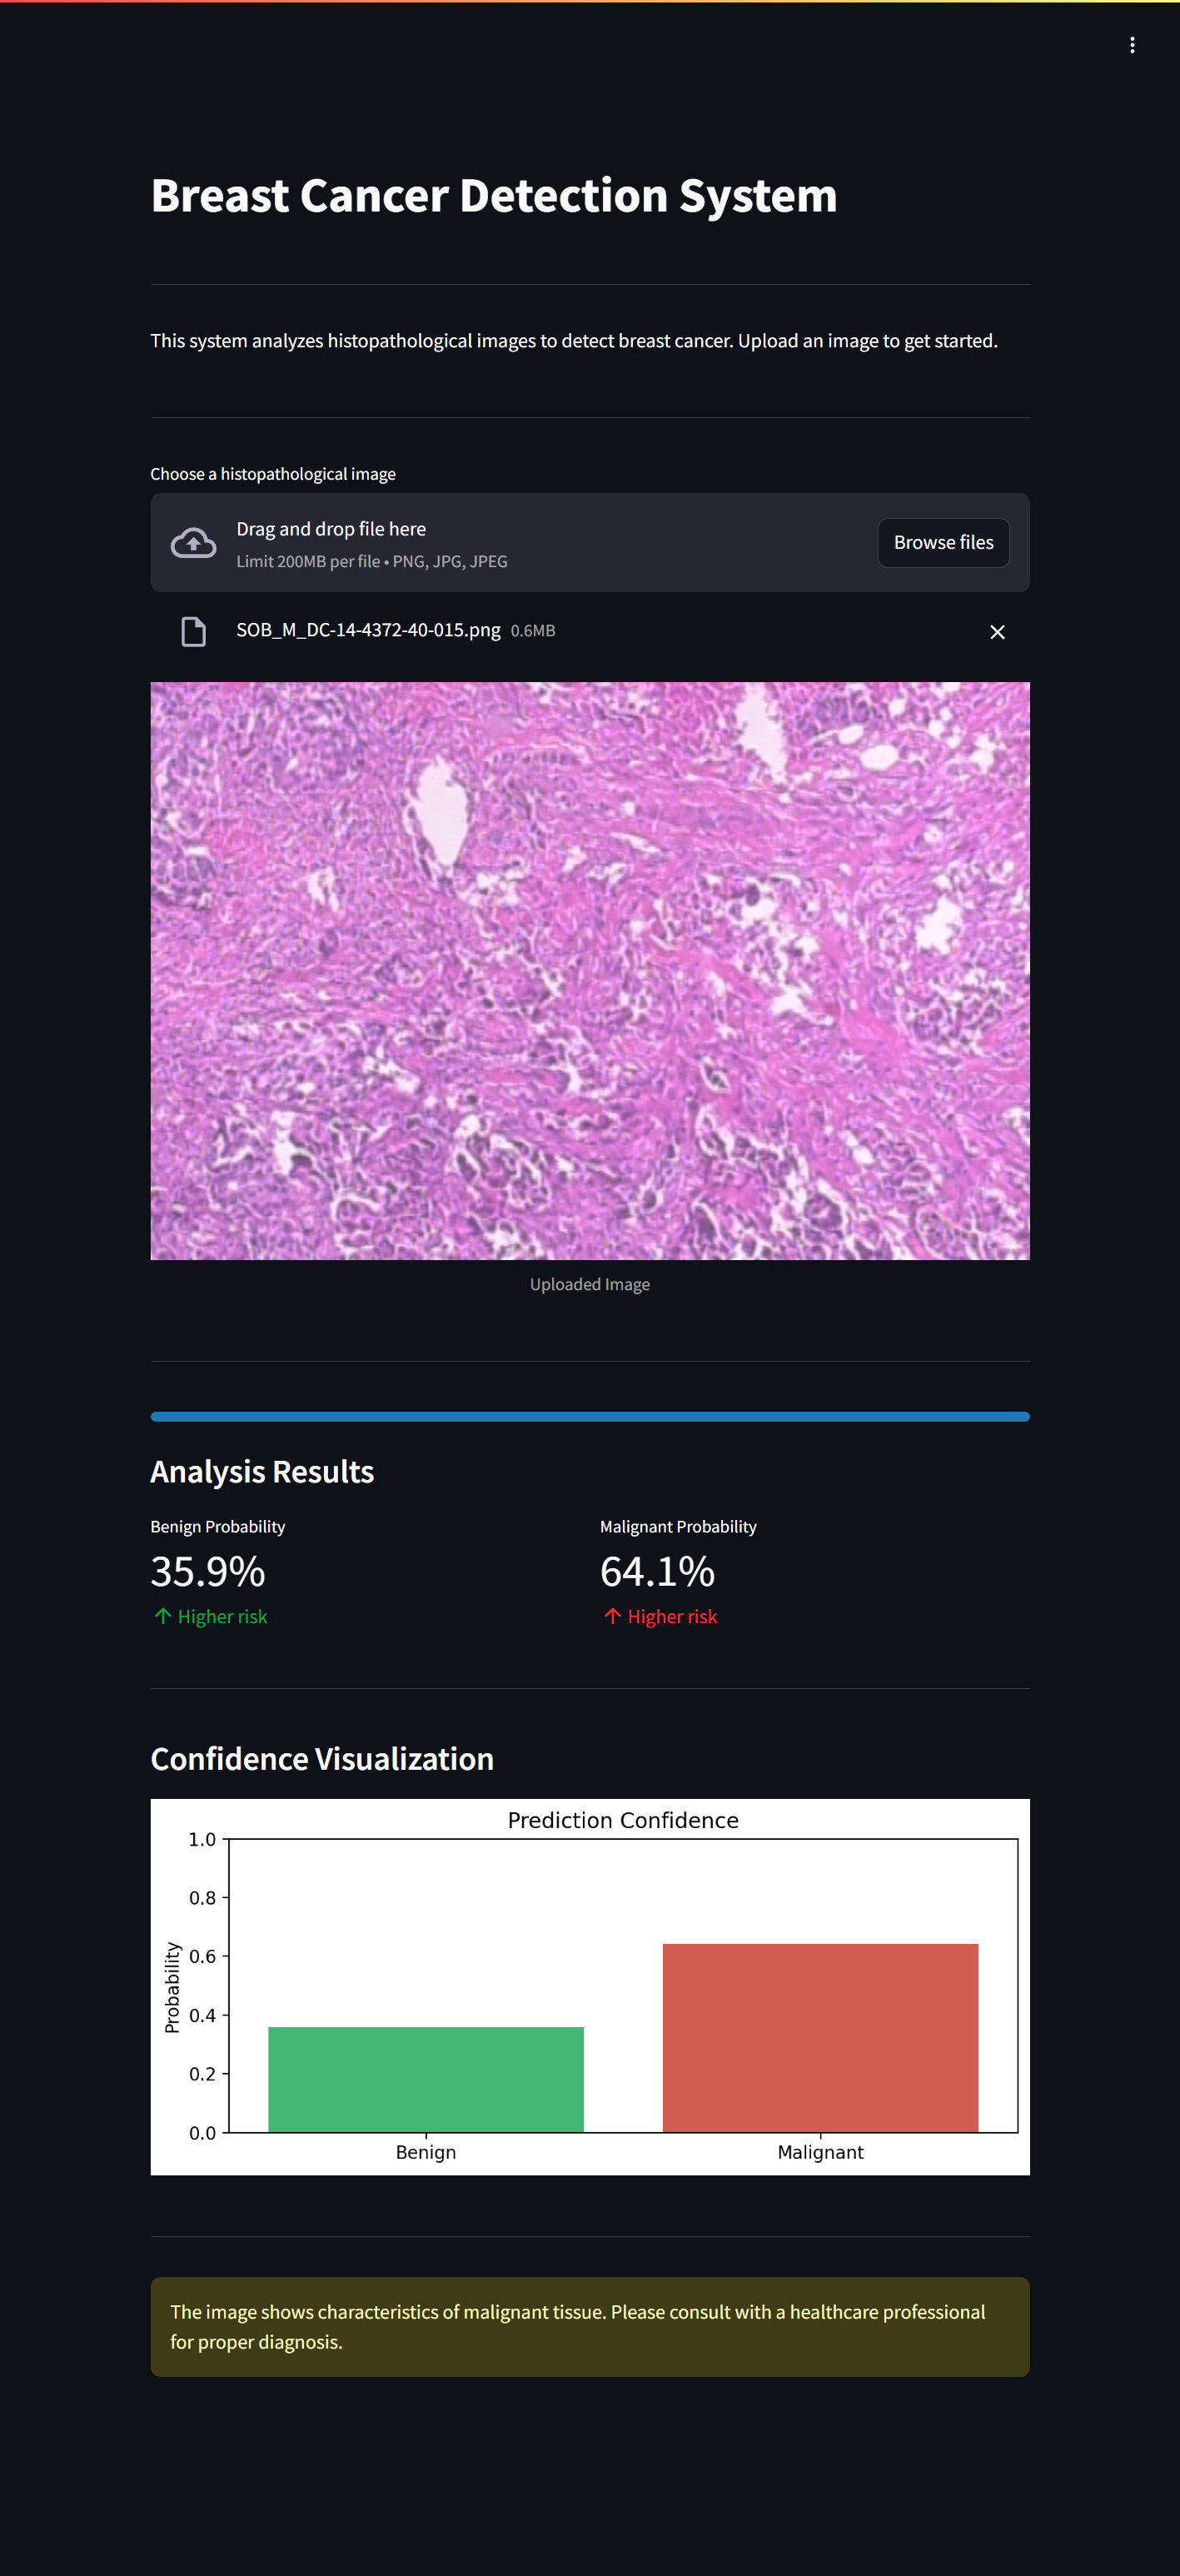 Breast Cancer Detection System
This system analyzes histopathological images to detect breast cancer. Upload an image to get started.
Choose a histopathological image
Drag and drop file here
Limit 200MB per file • PNG, JPG, JPEG
Browse files
SOB_M_DC-14-4372-40-015.png 0.6MB
Uploaded Image
Analysis Results
Benign Probability
35.9%
↑ Higher risk
Malignant Probability
64.1%
↑ Higher risk
Confidence Visualization
Prediction Confidence
Probability
1.0
0.8
0.6
0.4
0.2
0.0
Benign
Malignant
The image shows characteristics of malignant tissue. Please consult with a healthcare professional
for proper diagnosis.